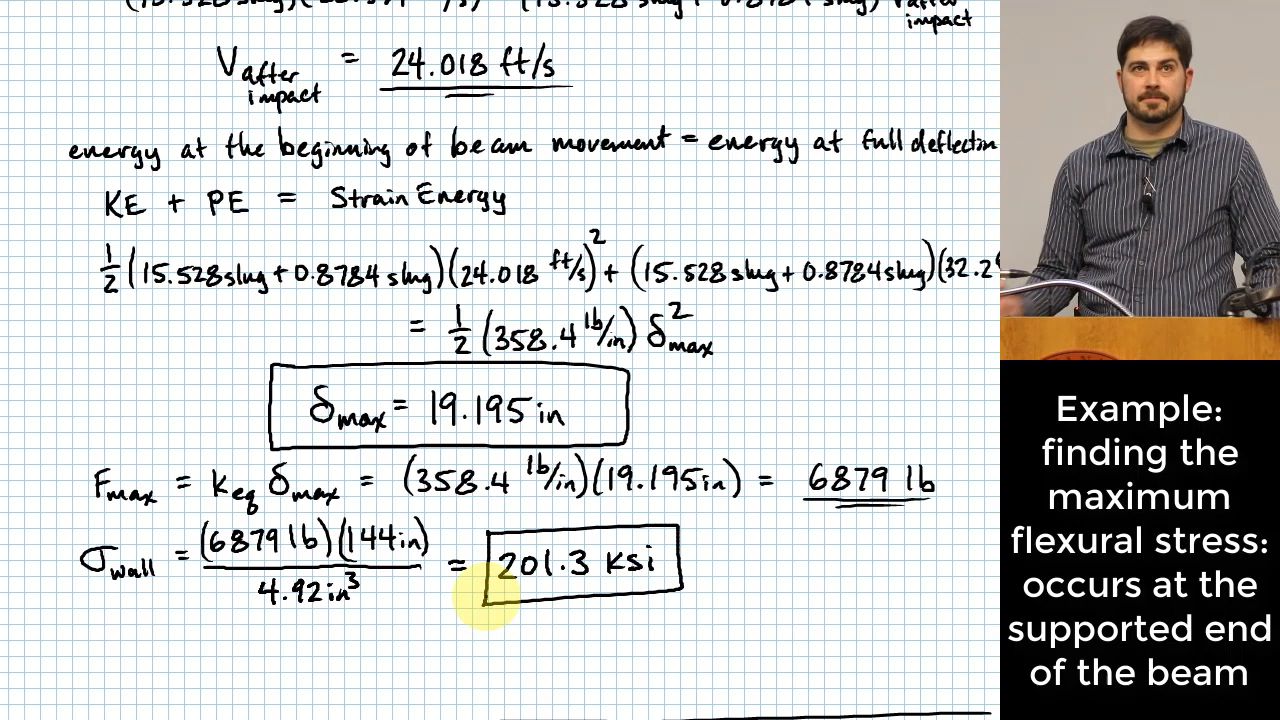 V after impact = 24.018 ft/s
energy at the beginning of beam movement = energy at full deflection
KE + PE = Strain Energy
1/2 (15.528 slug + 0.8784 slug)(24.018 ft/s)² + (15.528 slug + 0.8784 slug)(32.2
= 1/2 (358.4 lb/in) δ²max
δmax = 19.195 in
Fmax = Keq δmax = (358.4 lb/in)(19.195 in) = 6879 lb
σwall = (6879 lb)(144 in) / 4.92 in³ = 201.3 ksi
Example:
finding the
maximum
flexural stress:
occurs at the
supported end
of the beam